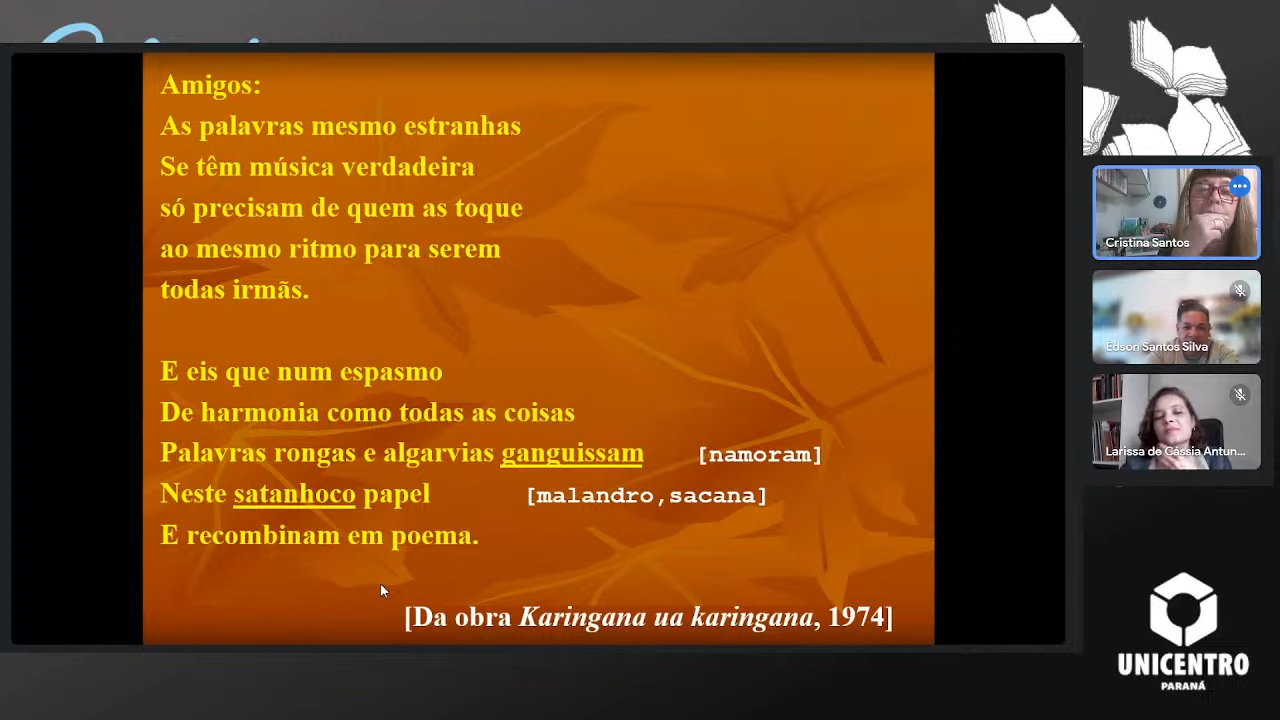 Amigos:
As palavras mesmo estranhas
Se têm música verdadeira
só precisam de quem as toque
ao mesmo ritmo para serem
todas irmãs.
E eis que num espasmo
De harmonia como todas as coisas
Palavras rongas e algarvias ganguissam [namoram]
Neste satanhoco papel [malandro,sacana]
E recombinam em poema.
[Da obra Karingana ua karingana, 1974]
Cristina Santos
Edson Santos Silva
Larissa de Cássia Antun...
UNICENTRO
PARANÁ